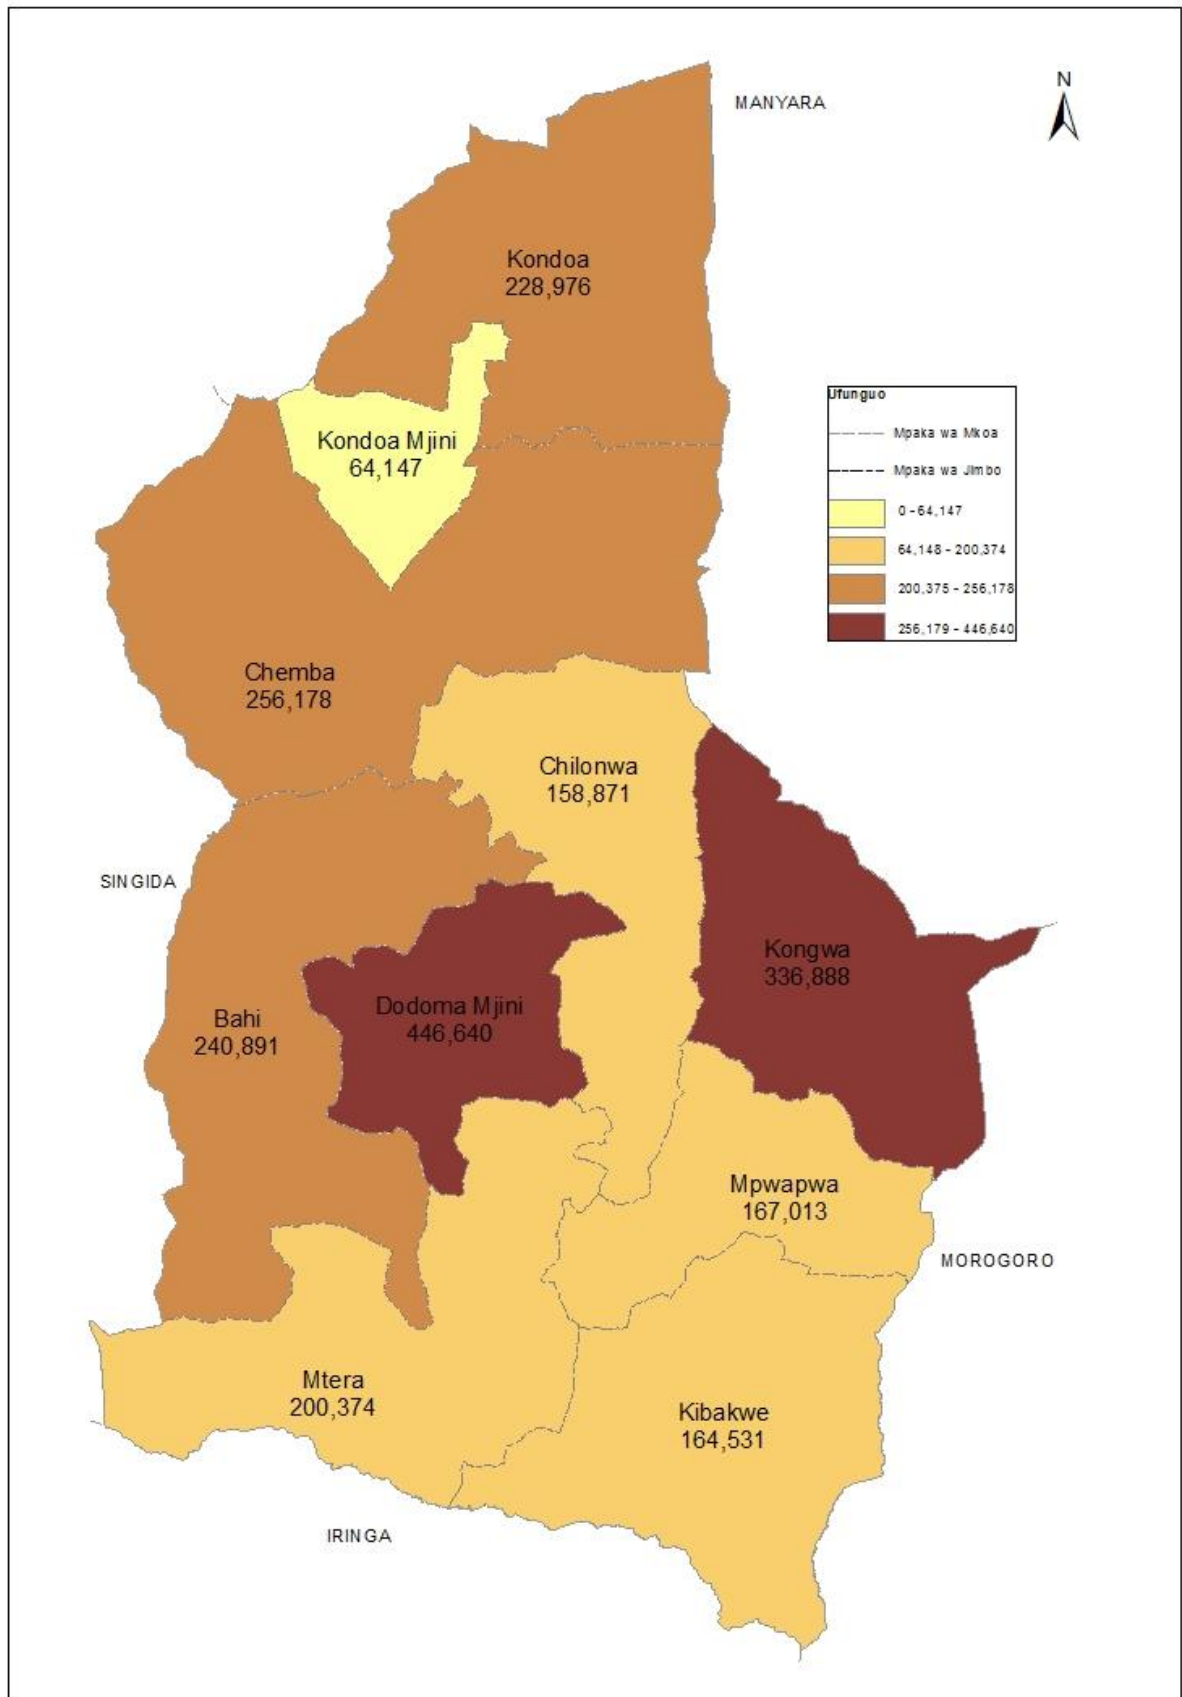 N
MANYARA
Kondoa
228,976
Ufunguo
Mpaka wa Mkoa
Mpaka wa Jimbo
0 - 64,147
64,148 - 200,374
200,375 - 256,178
256,179 - 446,640
Kondoa Mjini
64,147
Chemba
256,178
Chilonwa
158,871
SINGIDA
Kongwa
336,888
Dodoma Mjini
446,640
Bahi
240,891
Mpwapwa
167,013
MOROGORO
Mtera
200,374
Kibakwe
164,531
IRINGA